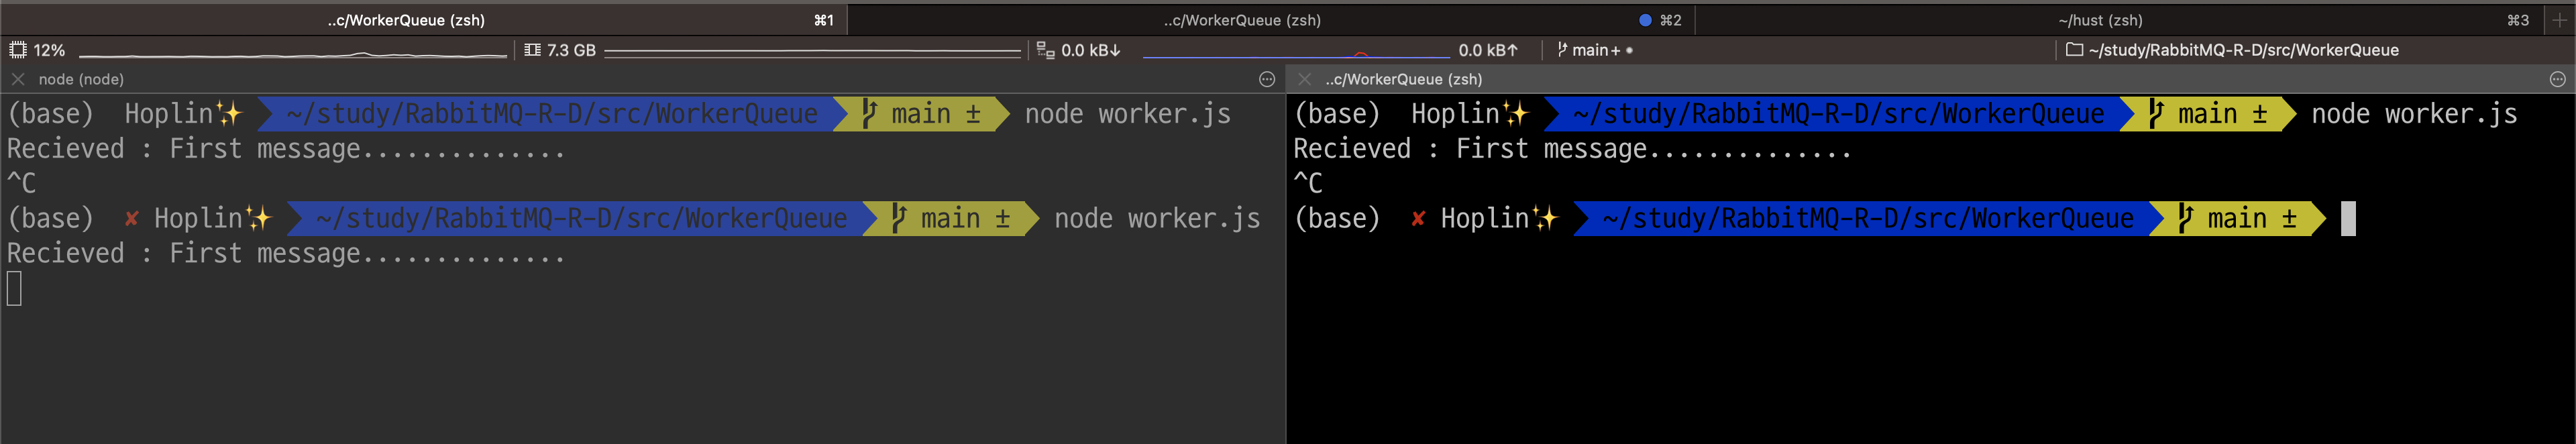 ..c/WorkerQueue (zsh) ⌘1 ..c/WorkerQueue (zsh) ⌘2 ~/hust (zsh) ⌘3
12% 7.3 GB 0.0 kB↓ 0.0 kB↑ main+ • ~/study/RabbitMQ-R-D/src/WorkerQueue
node (node)
(base) Hoplin✨ ~/study/RabbitMQ-R-D/src/WorkerQueue main ± node worker.js
Recieved : First message..............
^C
(base) ✘ Hoplin✨ ~/study/RabbitMQ-R-D/src/WorkerQueue main ± node worker.js
Recieved : First message..............
..c/WorkerQueue (zsh)
(base) Hoplin✨ ~/study/RabbitMQ-R-D/src/WorkerQueue main ± node worker.js
Recieved : First message..............
^C
(base) ✘ Hoplin✨ ~/study/RabbitMQ-R-D/src/WorkerQueue main ±